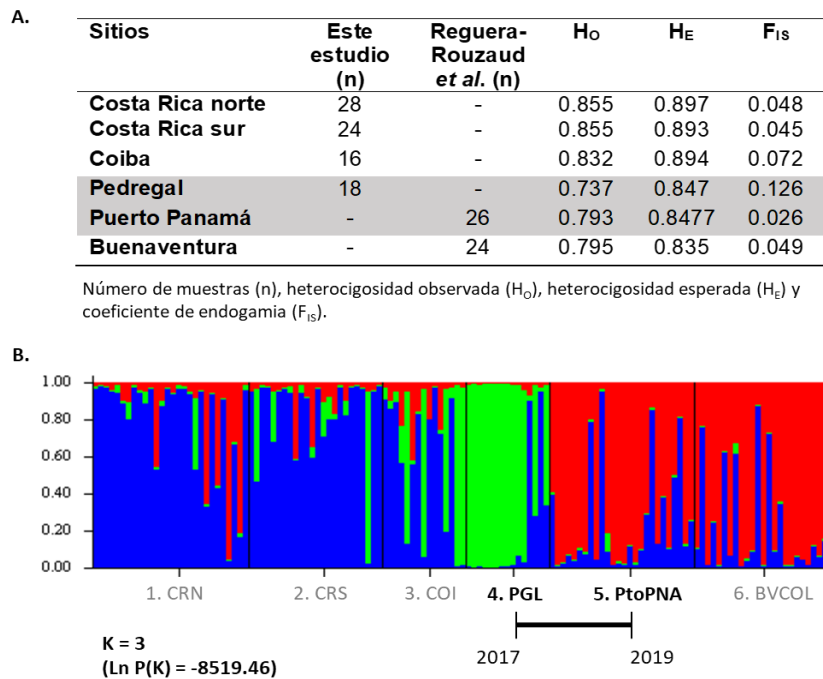 A.
Sitios Este estudio (n) Reguera-Rouzaud et al. (n) HO HE FIS
Costa Rica norte 28 - 0.855 0.897 0.048
Costa Rica sur 24 - 0.855 0.893 0.045
Coiba 16 - 0.832 0.894 0.072
Pedregal 18 - 0.737 0.847 0.126
Puerto Panamá - 26 0.793 0.8477 0.026
Buenaventura - 24 0.795 0.835 0.049
Número de muestras (n), heterocigosidad observada (HO), heterocigosidad esperada (HE) y
coeficiente de endogamia (FIS).
B.
1.00
0.80
0.60
0.40
0.20
0.00
1. CRN 2. CRS 3. COI 4. PGL 5. PtoPNA 6. BVCOL
K = 3
(Ln P(K) = -8519.46)
2017 2019